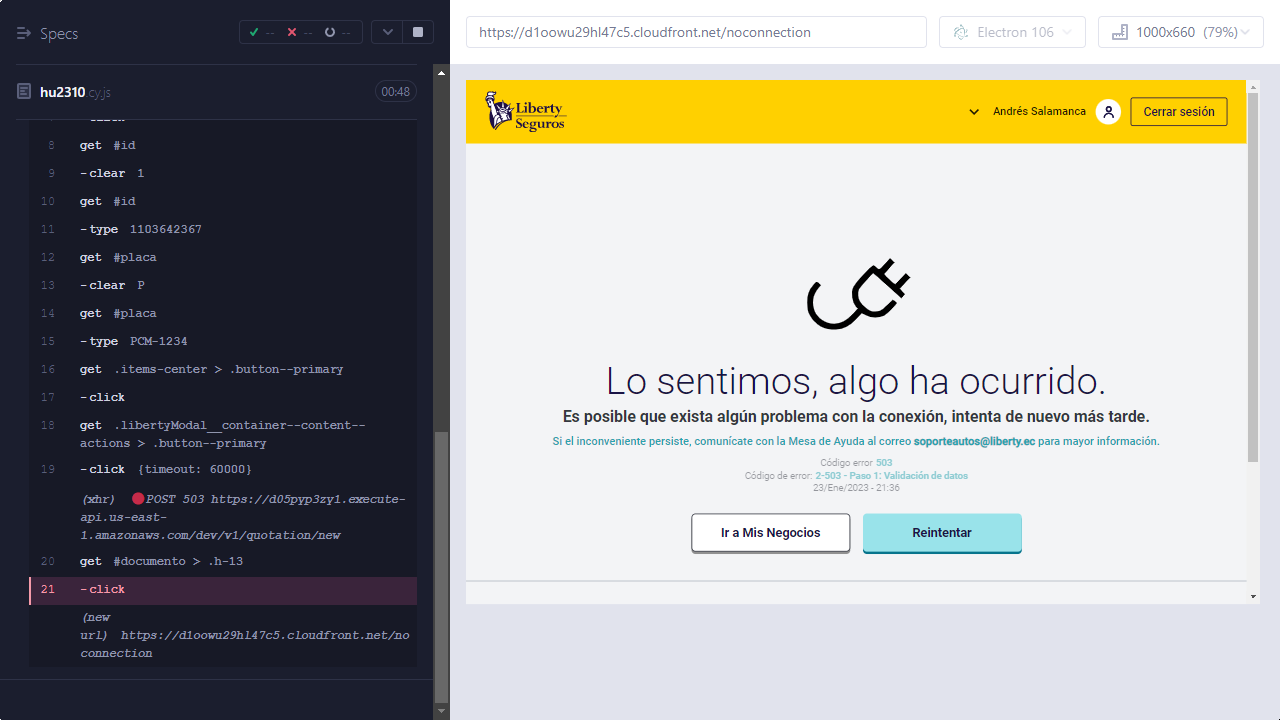 Specs
--
--
--
hu2310.cy.js
00:48
8 get #id
9 -clear 1
10 get #id
11 -type 1103642367
12 get #placa
13 -clear P
14 get #placa
15 -type PCM-1234
16 get .items-center > .button--primary
17 -click
18 get .libertyModal__container--content--
actions > .button--primary
19 -click {timeout: 60000}
(xhr) POST 503 https://d05pyp3zy1.execute-
api.us-east-
1.amazonaws.com/dev/v1/quotation/new
20 get #documento > .h-13
21 -click
(new
url) https://d1oowu29hl47c5.cloudfront.net/no
connection
https://d1oowu29hl47c5.cloudfront.net/noconnection
Electron 106
1000x660 (79%)
Liberty
Seguros
Andrés Salamanca
Cerrar sesión
Lo sentimos, algo ha ocurrido.
Es posible que exista algún problema con la conexión, intenta de nuevo más tarde.
Si el inconveniente persiste, comunícate con la Mesa de Ayuda al correo soporteautos@liberty.ec para mayor información.
Código error 503
Código de error: 2-503 - Paso 1: Validación de datos
23/Ene/2023 - 21:36
Ir a Mis Negocios
Reintentar